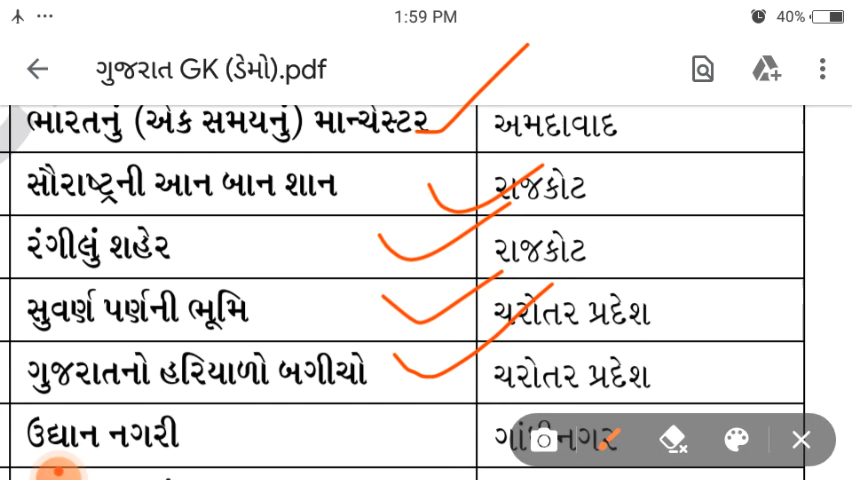 1:59 PM 40%
ગુજરાત GK (ડેમો).pdf
ભારતનું (એક સમયનું) માન્ચેસ્ટર અમદાવાદ
સૌરાષ્ટ્રની આન બાન શાન રાજકોટ
રંગીલું શહેર રાજકોટ
સુવર્ણ પર્ણની ભૂમિ ચરોતર પ્રદેશ
ગુજરાતનો હરિયાળો બગીચો ચરોતર પ્રદેશ
ઉદ્યાન નગરી ગાંધીનગર